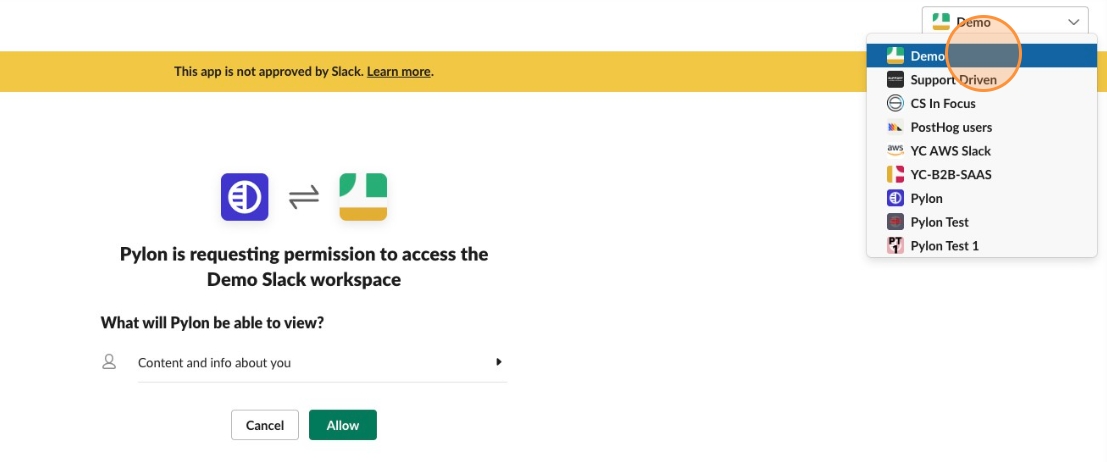 Demo
This app is not approved by Slack. Learn more.
Demo
Support Driven
CS In Focus
PostHog users
aws
YC AWS Slack
YC-B2B-SAAS
Pylon
Pylon Test
PT 1
Pylon Test 1
Pylon is requesting permission to access the
Demo Slack workspace
What will Pylon be able to view?
Content and info about you
Cancel
Allow